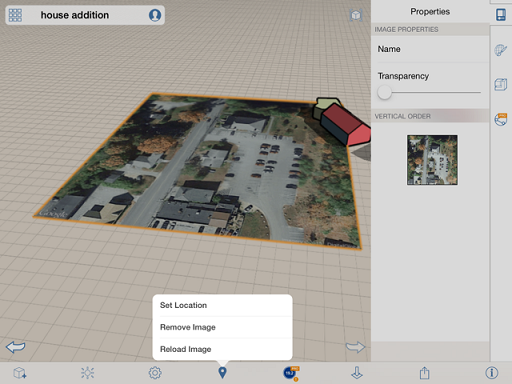 house addition
Properties
IMAGE PROPERTIES
Name
Transparency
VERTICAL ORDER
Set Location
Remove Image
Reload Image